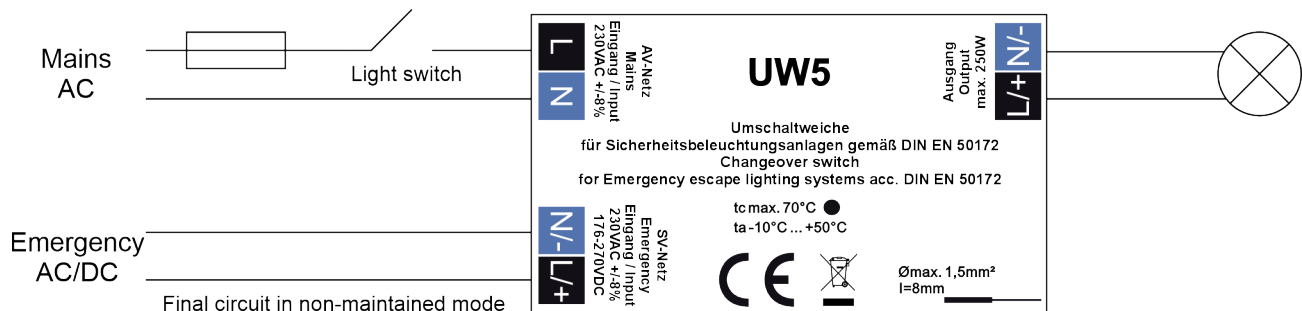 Mains
AC
Light switch
L
N
AV-Netz
Mains
Eingang / Input
230VAC +/-8%
UW5
Ausgang
Output
max. 250W
N/-
L/+
Umschaltweiche
für Sicherheitsbeleuchtungsanlagen gemäß DIN EN 50172
Changeover switch
for Emergency escape lighting systems acc. DIN EN 50172
Emergency
AC/DC
Final circuit in non-maintained mode
N/-
L/+
SV-Netz
Emergency
Eingang / Input
230VAC +/-8%
176-270VDC
tc max. 70°C
ta -10°C ... +50°C
CE
Ømax. 1,5mm²
l=8mm